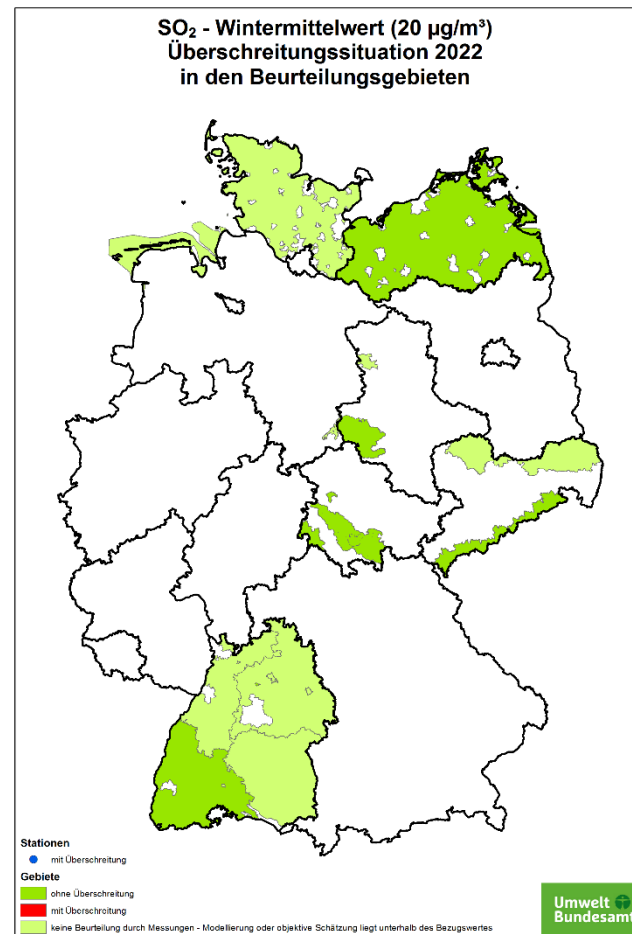 SO₂ - Wintermittelwert (20 µg/m³)
Überschreitungssituation 2022
in den Beurteilungsgebieten
Stationen
mit Überschreitung
Gebiete
ohne Überschreitung
mit Überschroitung
keine Beurteilung durch Messungen - Modellierung oder objektive Schätzung liegt unterhalb des Bezugswertes
Umwelt
Bundesamt